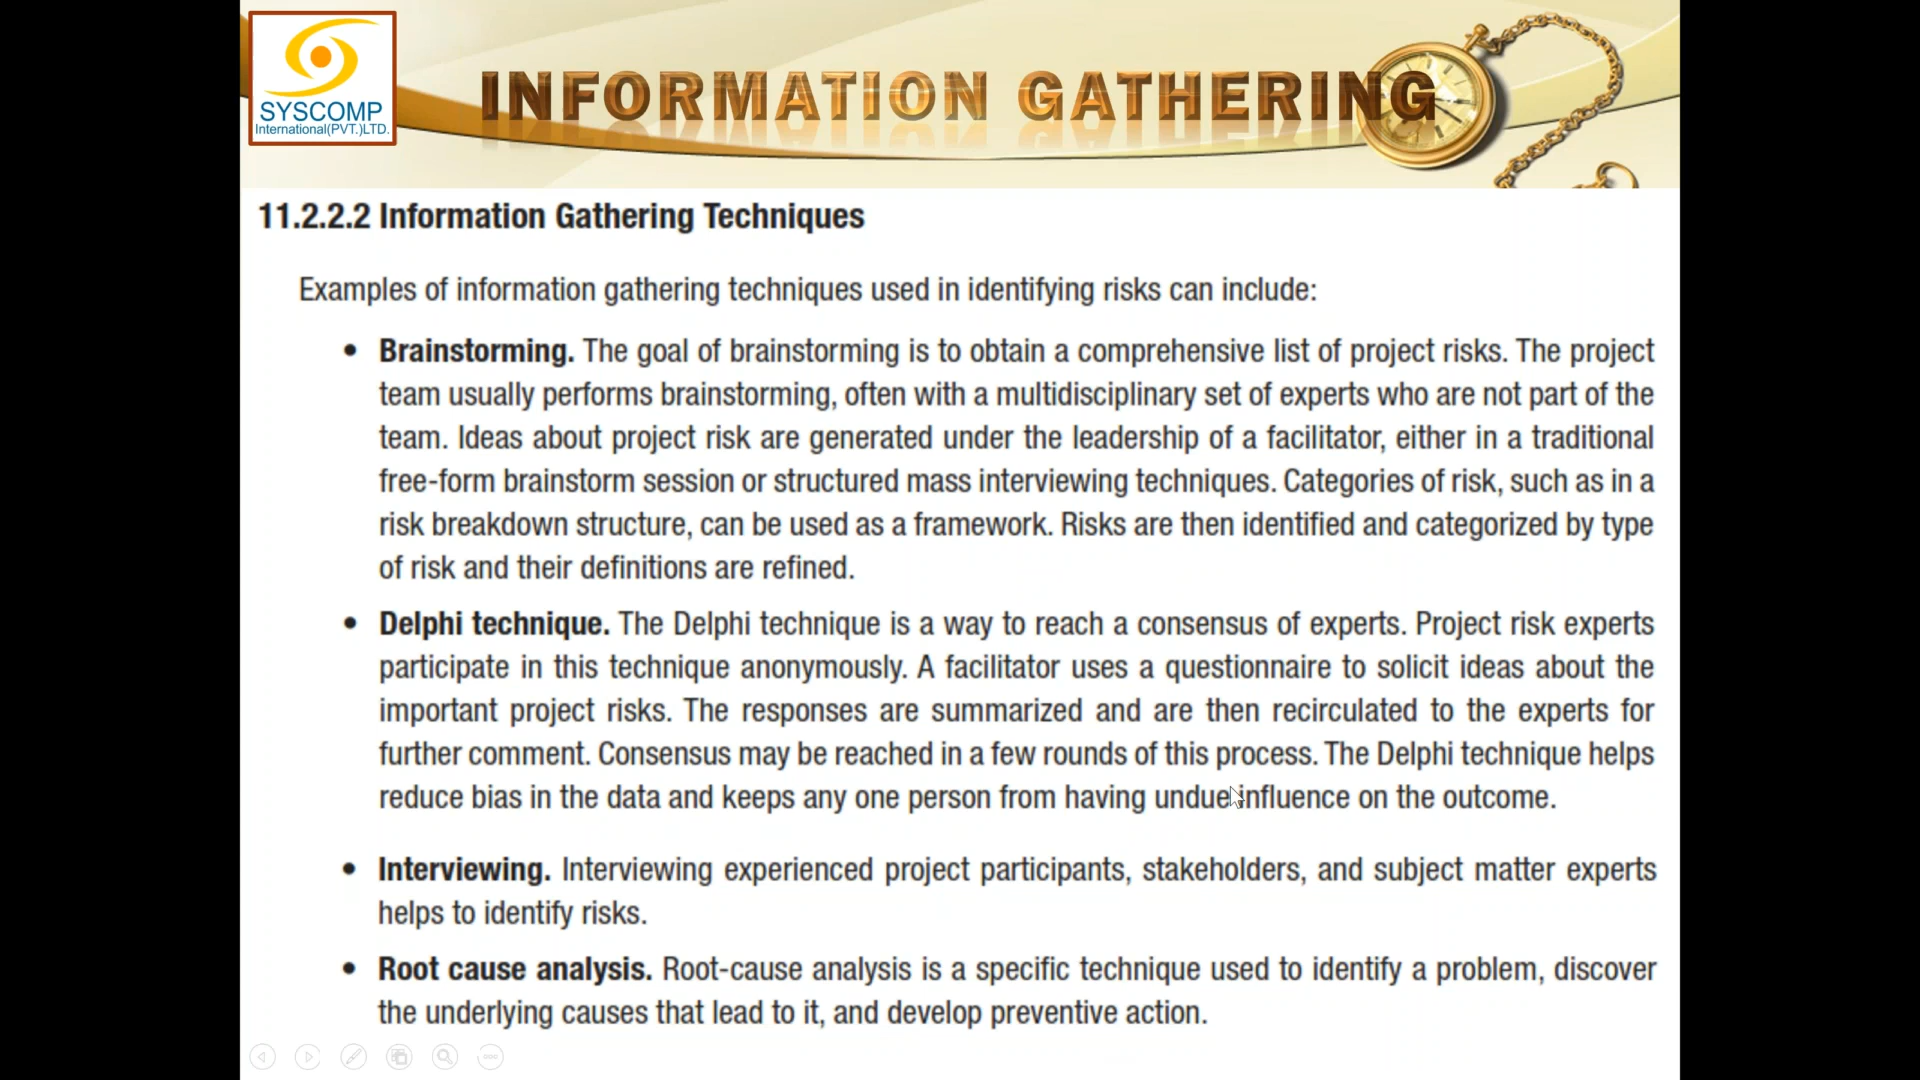 SYSCOMP
International(PVT.)LTD.
INFORMATION GATHERING
11.2.2.2 Information Gathering Techniques
Examples of information gathering techniques used in identifying risks can include:
• Brainstorming. The goal of brainstorming is to obtain a comprehensive list of project risks. The project
team usually performs brainstorming, often with a multidisciplinary set of experts who are not part of the
team. Ideas about project risk are generated under the leadership of a facilitator, either in a traditional
free-form brainstorm session or structured mass interviewing techniques. Categories of risk, such as in a
risk breakdown structure, can be used as a framework. Risks are then identified and categorized by type
of risk and their definitions are refined.
• Delphi technique. The Delphi technique is a way to reach a consensus of experts. Project risk experts
participate in this technique anonymously. A facilitator uses a questionnaire to solicit ideas about the
important project risks. The responses are summarized and are then recirculated to the experts for
further comment. Consensus may be reached in a few rounds of this process. The Delphi technique helps
reduce bias in the data and keeps any one person from having undue influence on the outcome.
• Interviewing. Interviewing experienced project participants, stakeholders, and subject matter experts
helps to identify risks.
• Root cause analysis. Root-cause analysis is a specific technique used to identify a problem, discover
the underlying causes that lead to it, and develop preventive action.